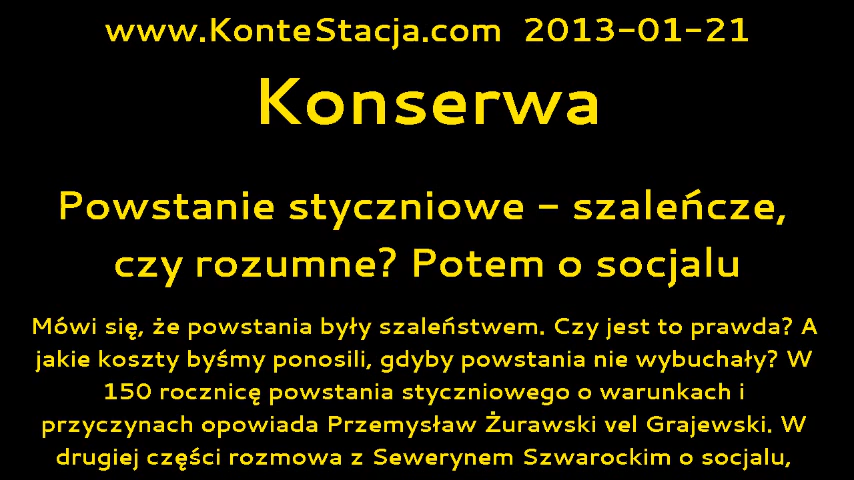 www.KonteStacja.com 2013-01-21
Konserwa
Powstanie styczniowe - szaleńcze,
czy rozumne? Potem o socjalu
Mówi się, że powstania były szaleństwem. Czy jest to prawda? A
jakie koszty byśmy ponosili, gdyby powstania nie wybuchały? W
150 rocznicę powstania styczniowego o warunkach i
przyczynach opowiada Przemysław Żurawski vel Grajewski. W
drugiej części rozmowa z Sewerynem Szwarockim o socjalu,